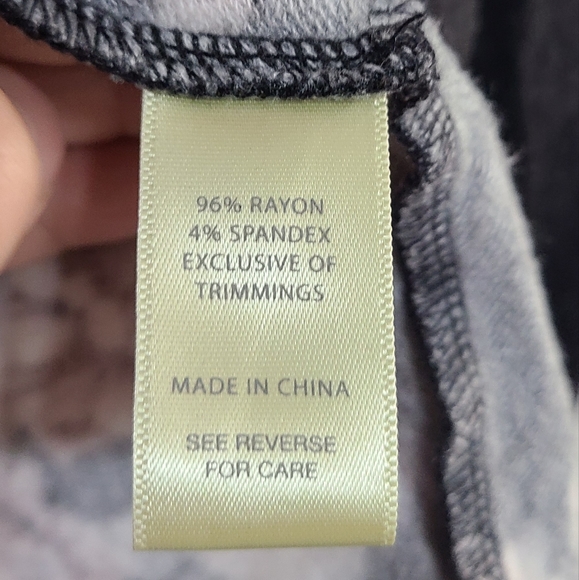 96% RAYON
4% SPANDEX
EXCLUSIVE OF
TRIMMINGS
MADE IN CHINA
SEE REVERSE
FOR CARE